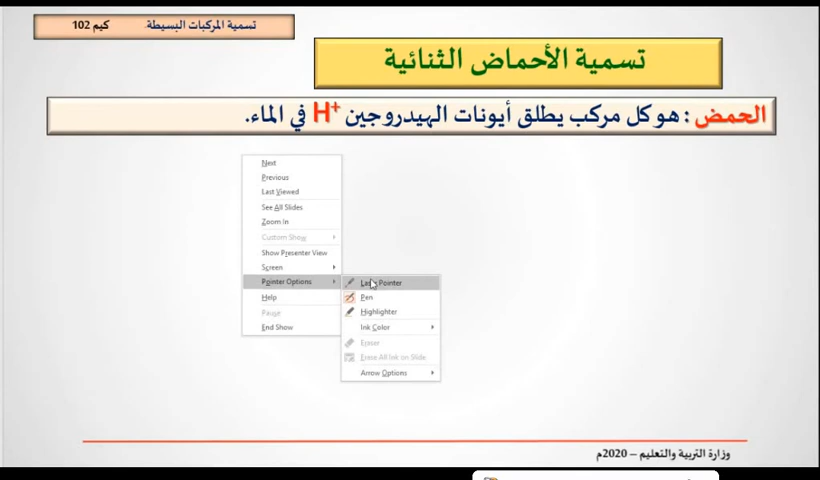 تسمية المركبات البسيطة كيم 102
تسمية الأحماض الثنائية
الحمض : هو كل مركب يطلق أيونات الهيدروجين H+ في الماء.
Next
Previous
Last Viewed
See All Slides
Zoom In
Custom Show
Show Presenter View
Screen
Pointer Options
Help
Pause
End Show
Pointer
Pen
Highlighter
Ink Color
Eraser
Erase All Ink on Slide
Arrow Options
وزارة التربية والتعليم – 2020م